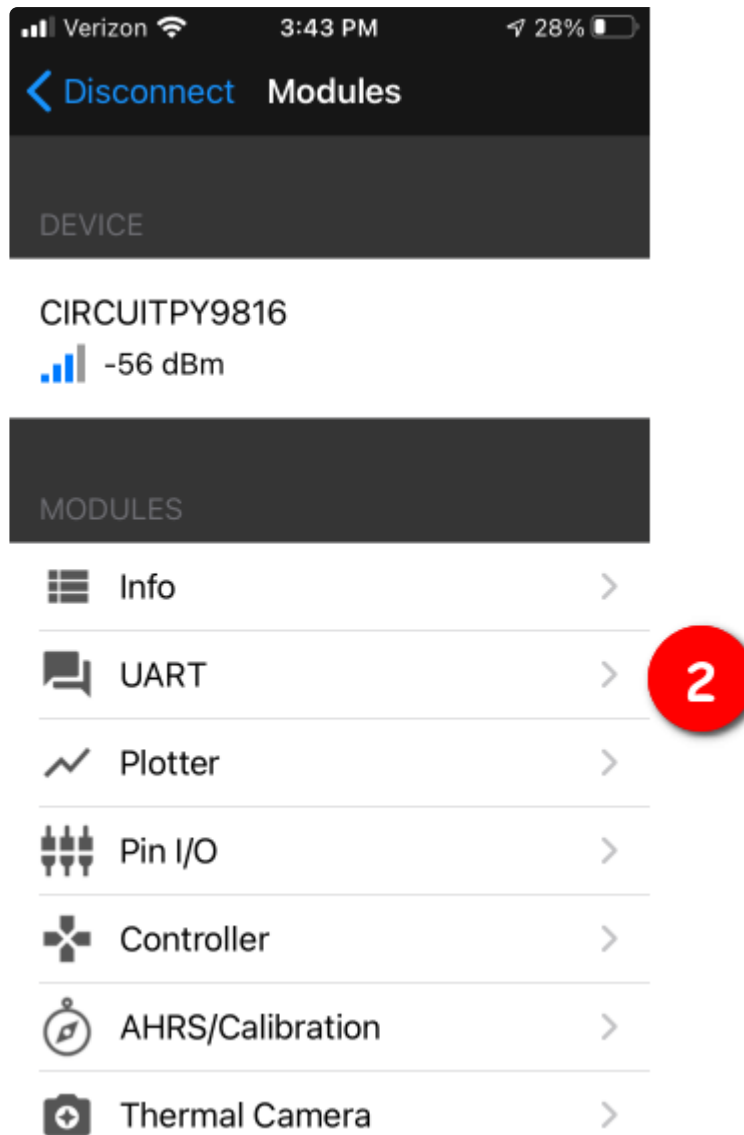 Verizon 3:43 PM 28%
Disconnect Modules
DEVICE
CIRCUITPY9816
-56 dBm
MODULES
Info
UART
2
Plotter
Pin I/O
Controller
AHRS/Calibration
Thermal Camera